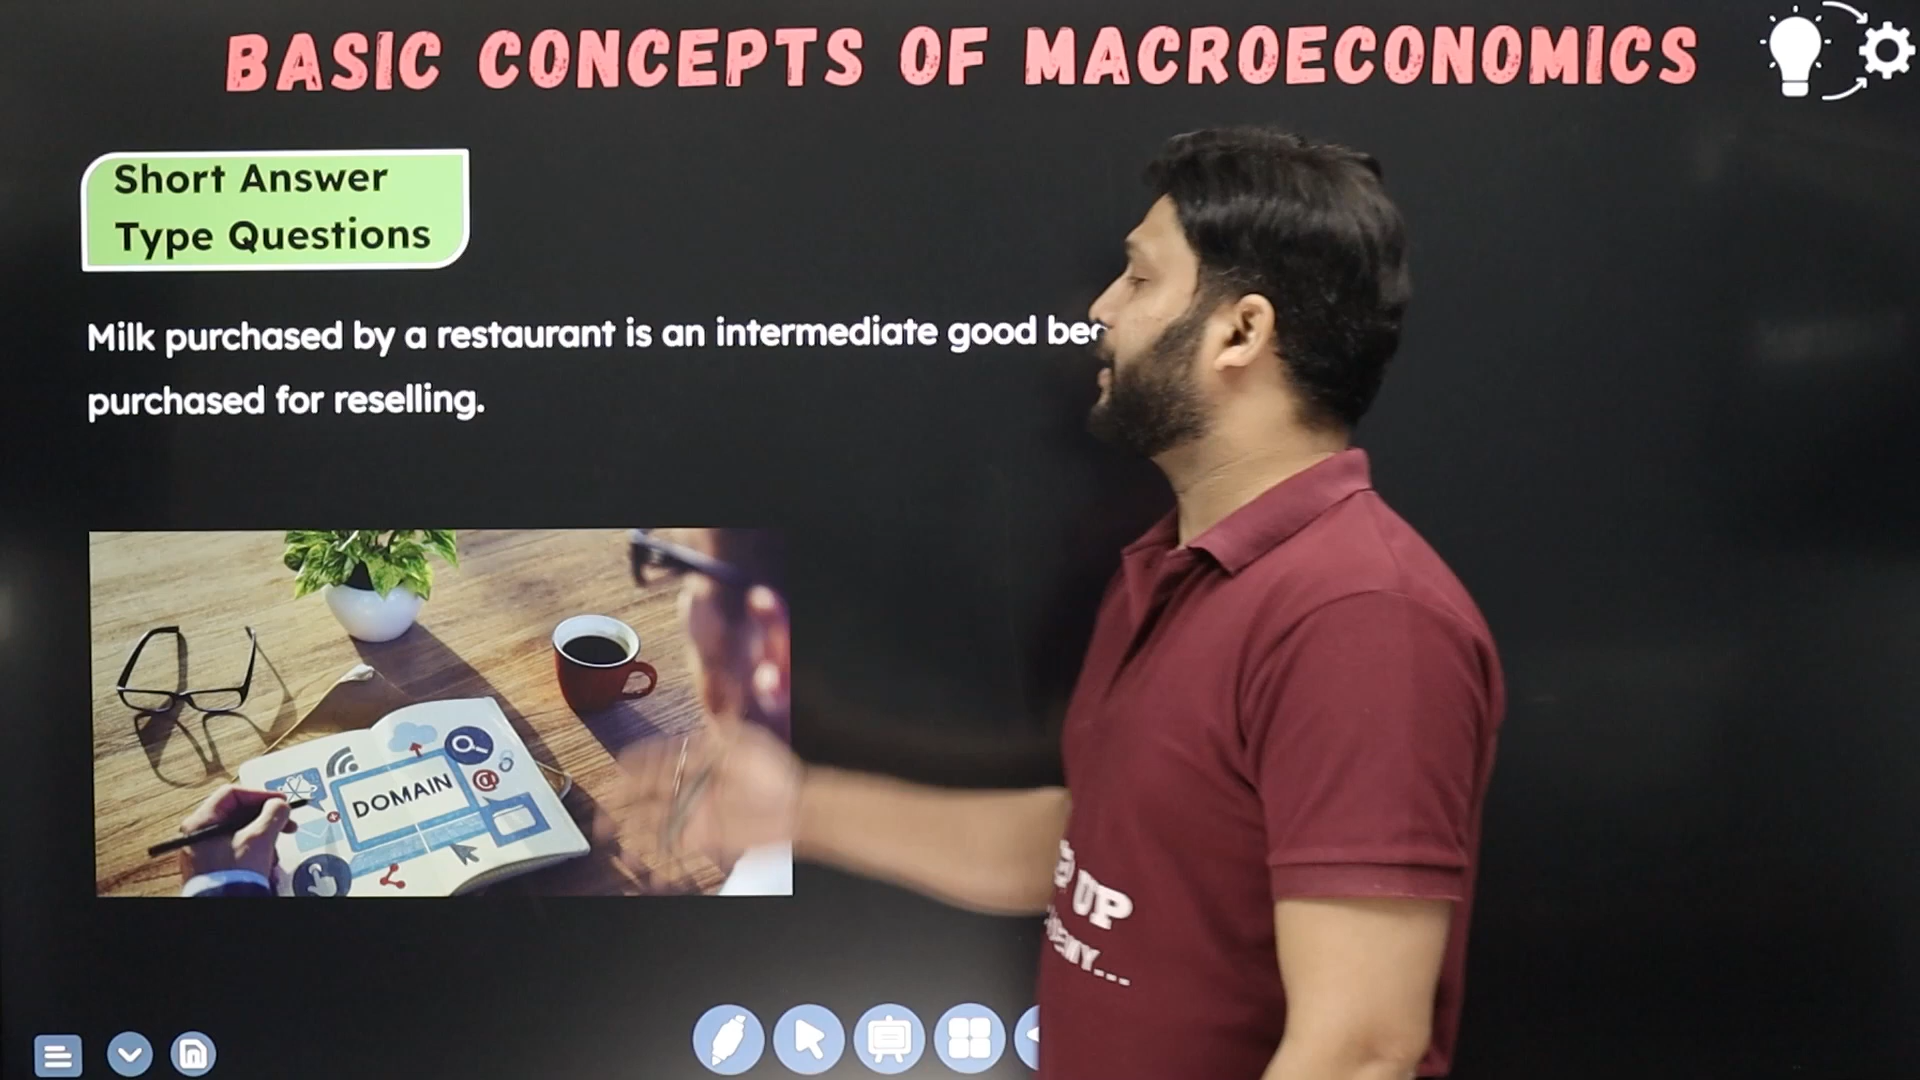 BASIC CONCEPTS OF MACROECONOMICS
Short Answer
Type Questions
Milk purchased by a restaurant is an intermediate good
purchased for reselling.
DOMAIN
UP